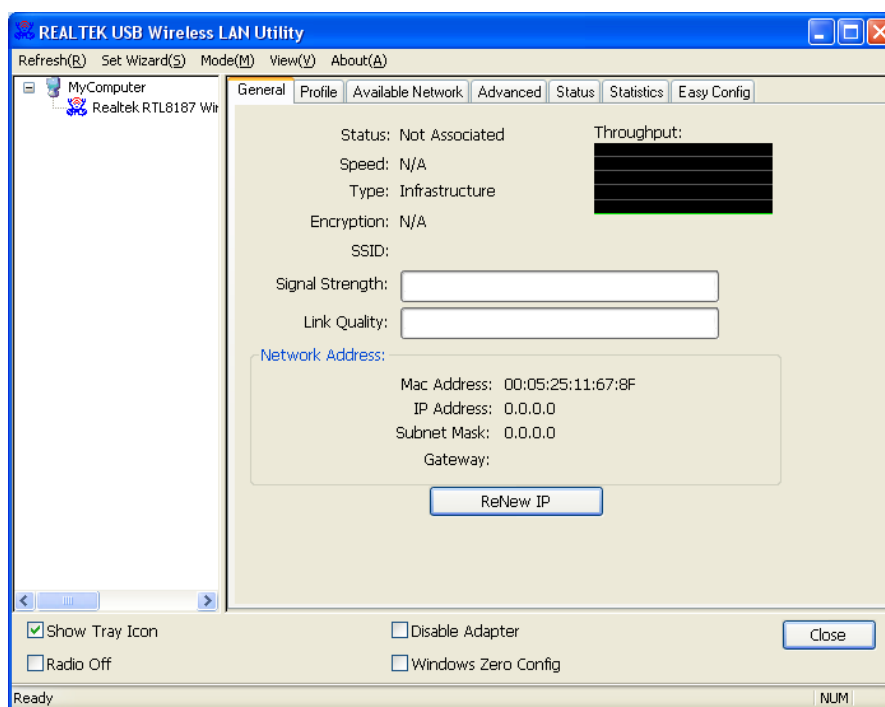 REALTEK USB Wireless LAN Utility
Refresh(R) Set Wizard(S) Mode(M) View(V) About(A)
MyComputer
Realtek RTL8187 Wir
General Profile Available Network Advanced Status Statistics Easy Config
Status: Not Associated
Throughput:
Speed: N/A
Type: Infrastructure
Encryption: N/A
SSID:
Signal Strength:
Link Quality:
Network Address:
Mac Address: 00:05:25:11:67:8F
IP Address: 0.0.0.0
Subnet Mask: 0.0.0.0
Gateway:
ReNew IP
Show Tray Icon
Disable Adapter
Close
Radio Off
Windows Zero Config
Ready
NUM